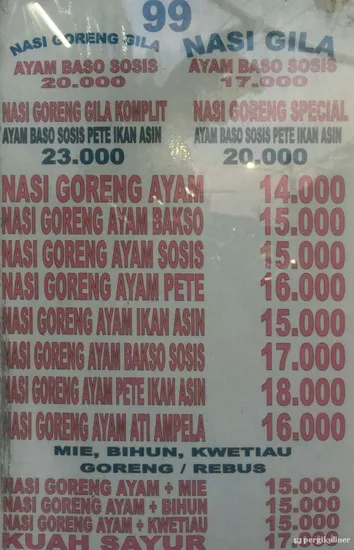 99
NASI GORENG GILA
AYAM BASO SOSIS
20.000
NASI GILA
AYAM BASO SOSIS
17.000
NASI GORENG GILA KOMPLIT
AYAM BASO SOSIS PETE IKAN ASIN
23.000
NASI GORENG SPECIAL
AYAM BASO SOSIS PETE IKAN ASIN
20.000
NASI GORENG AYAM 14.000
NASI GORENG AYAM BAKSO 15.000
NASI GORENG AYAM SOSIS 15.000
NASI GORENG AYAM PETE 16.000
NASI GORENG AYAM IKAN ASIN 15.000
NASI GORENG AYAM BAKSO SOSIS 17.000
NASI GORENG AYAM PETE IKAN ASIN 18.000
NASI GORENG AYAM ATI AMPELA 16.000
MIE, BIHUN, KWETIAU
GORENG / REBUS
NASI GORENG AYAM + MIE 15.000
NASI GORENG AYAM + BIHUN 15.000
NASI GORENG AYAM + KWETIAU 15.000
KUAH SAYUR
pergikuliner